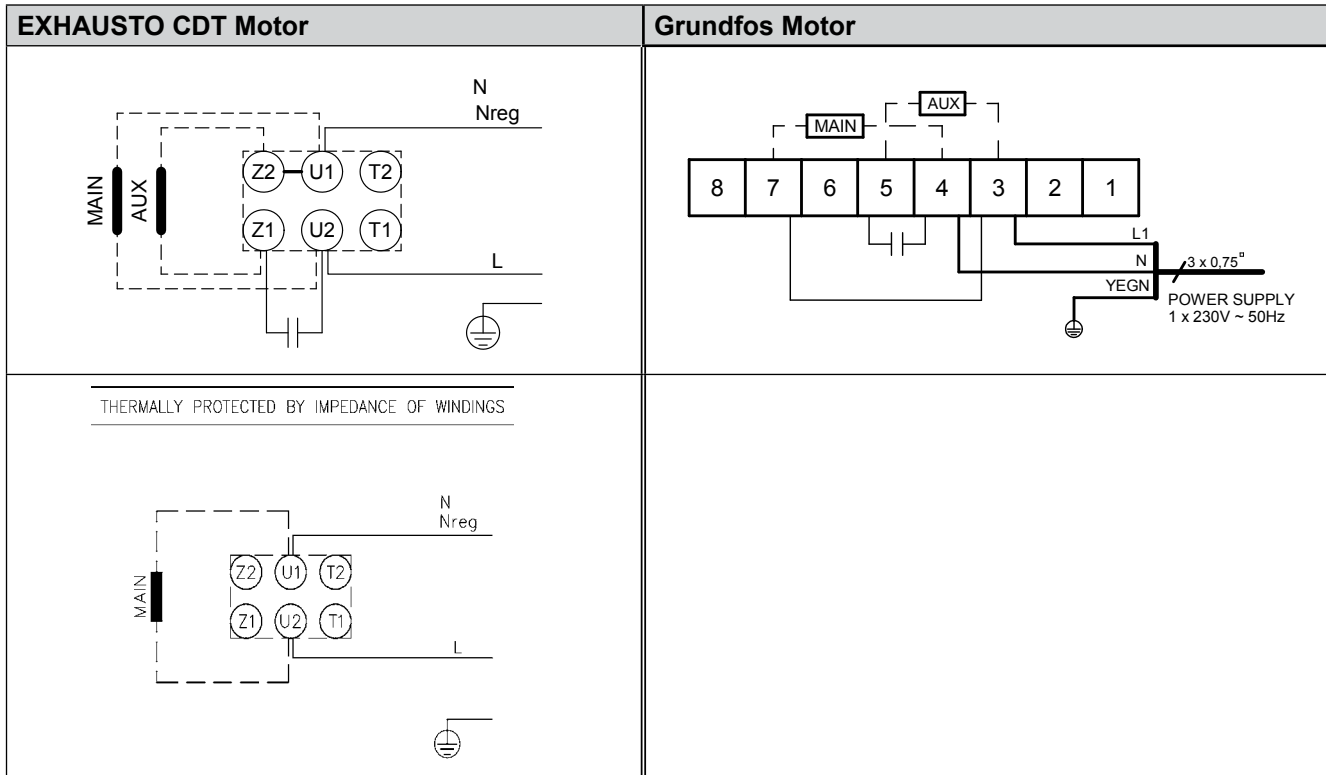 EXHAUSTO CDT Motor
Grundfos Motor
N
Nreg
MAIN
AUX
Z2 U1 T2
Z1 U2 T1
L
AUX
MAIN
8 7 6 5 4 3 2 1
L1
N
3 x 0,75¤
YEGN
POWER SUPPLY
1 x 230V ~ 50Hz
THERMALLY PROTECTED BY IMPEDANCE OF WINDINGS
N
Nreg
MAIN
Z2 U1 T2
Z1 U2 T1
L